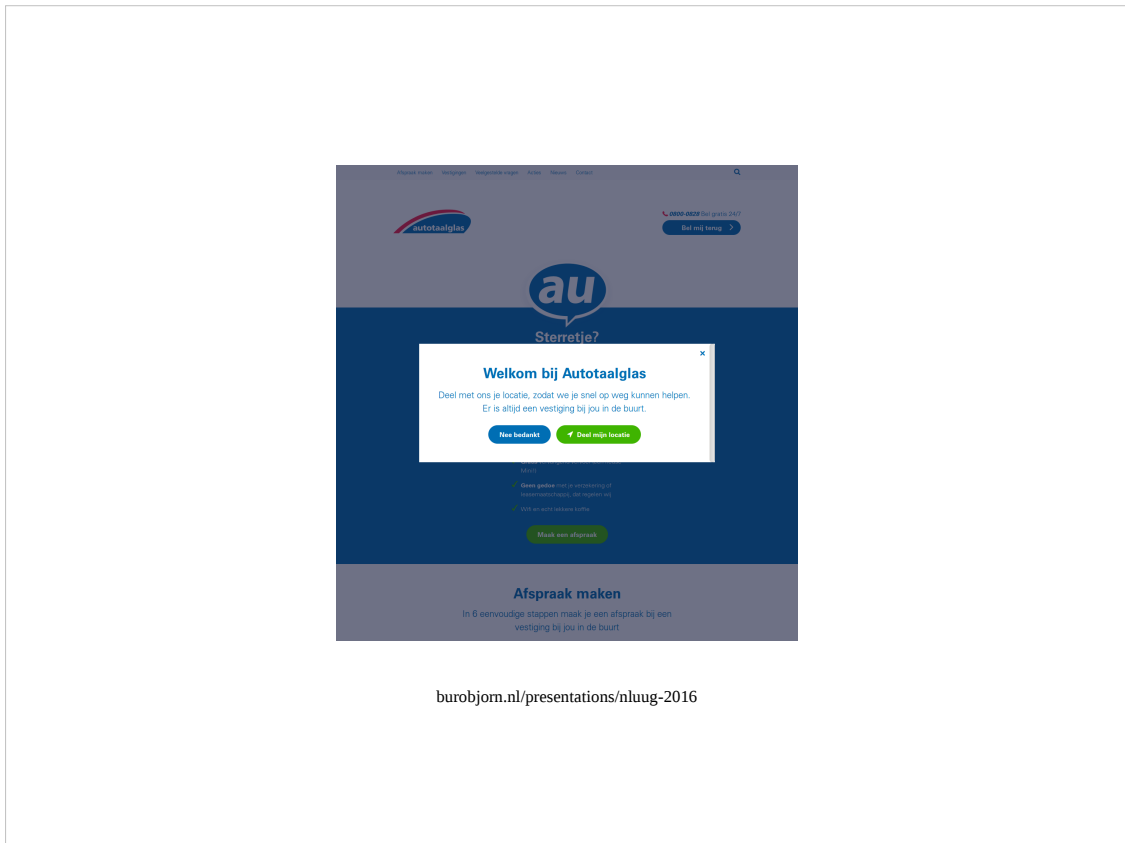 Afspraak maken Vestigingen Veelgestelde vragen Acties Nieuws Contact
autotaalglas
0800-0828 Bel gratis 24/7
Bel mij terug
au
Sterretje?
Welkom bij Autotaalglas
Deel met ons je locatie, zodat we je snel op weg kunnen helpen.
Er is altijd een vestiging bij jou in de buurt.
Nee bedankt
Deel mijn locatie
Geen gedoe met je verzekering of
leasemaatschappij, dat regelen wij
Wifi en echt lekkere koffie
Maak een afspraak
Afspraak maken
In 6 eenvoudige stappen maak je een afspraak bij een
vestiging bij jou in de buurt
burobjorn.nl/presentations/nluug-2016